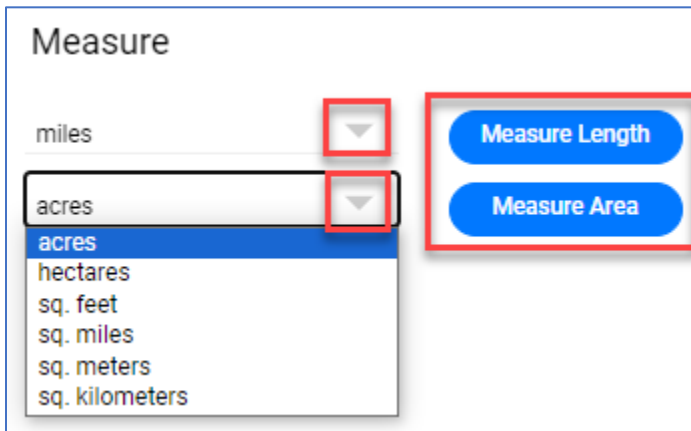 Measure
miles
Measure Length
acres
Measure Area
acres
hectares
sq. feet
sq. miles
sq. meters
sq. kilometers